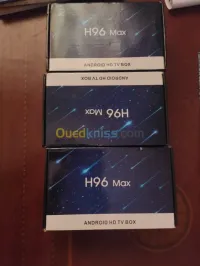 H96 Max
ANDROID HD TV BOX
ANDROID HD TV BOX
H96 Max
Ouedkniss.com
H96 Max
ANDROID HD TV BOX